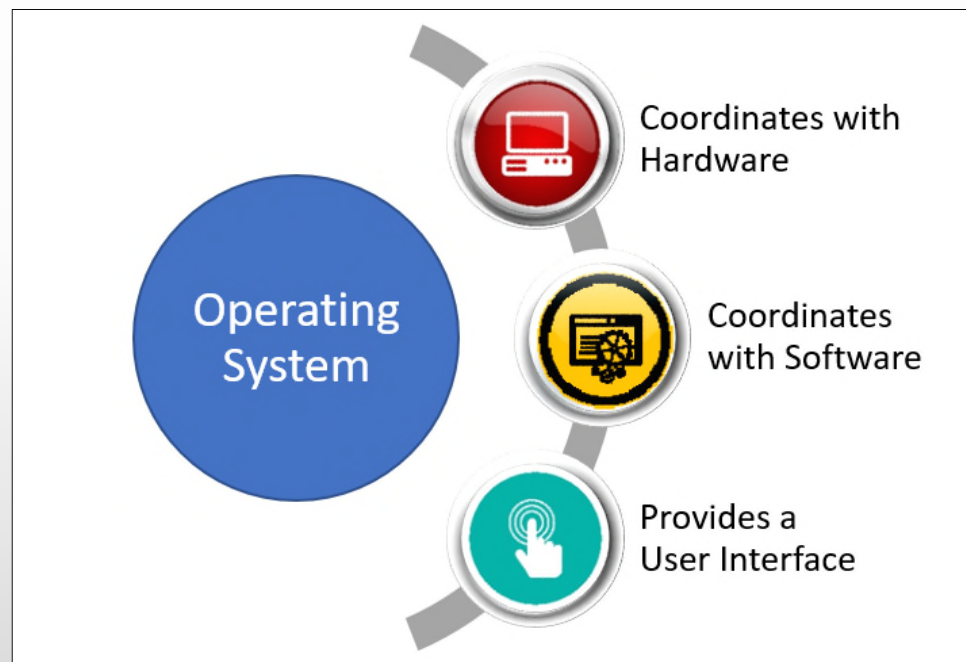 Operating
System
Coordinates with
Hardware
Coordinates
with Software
Provides a
User Interface